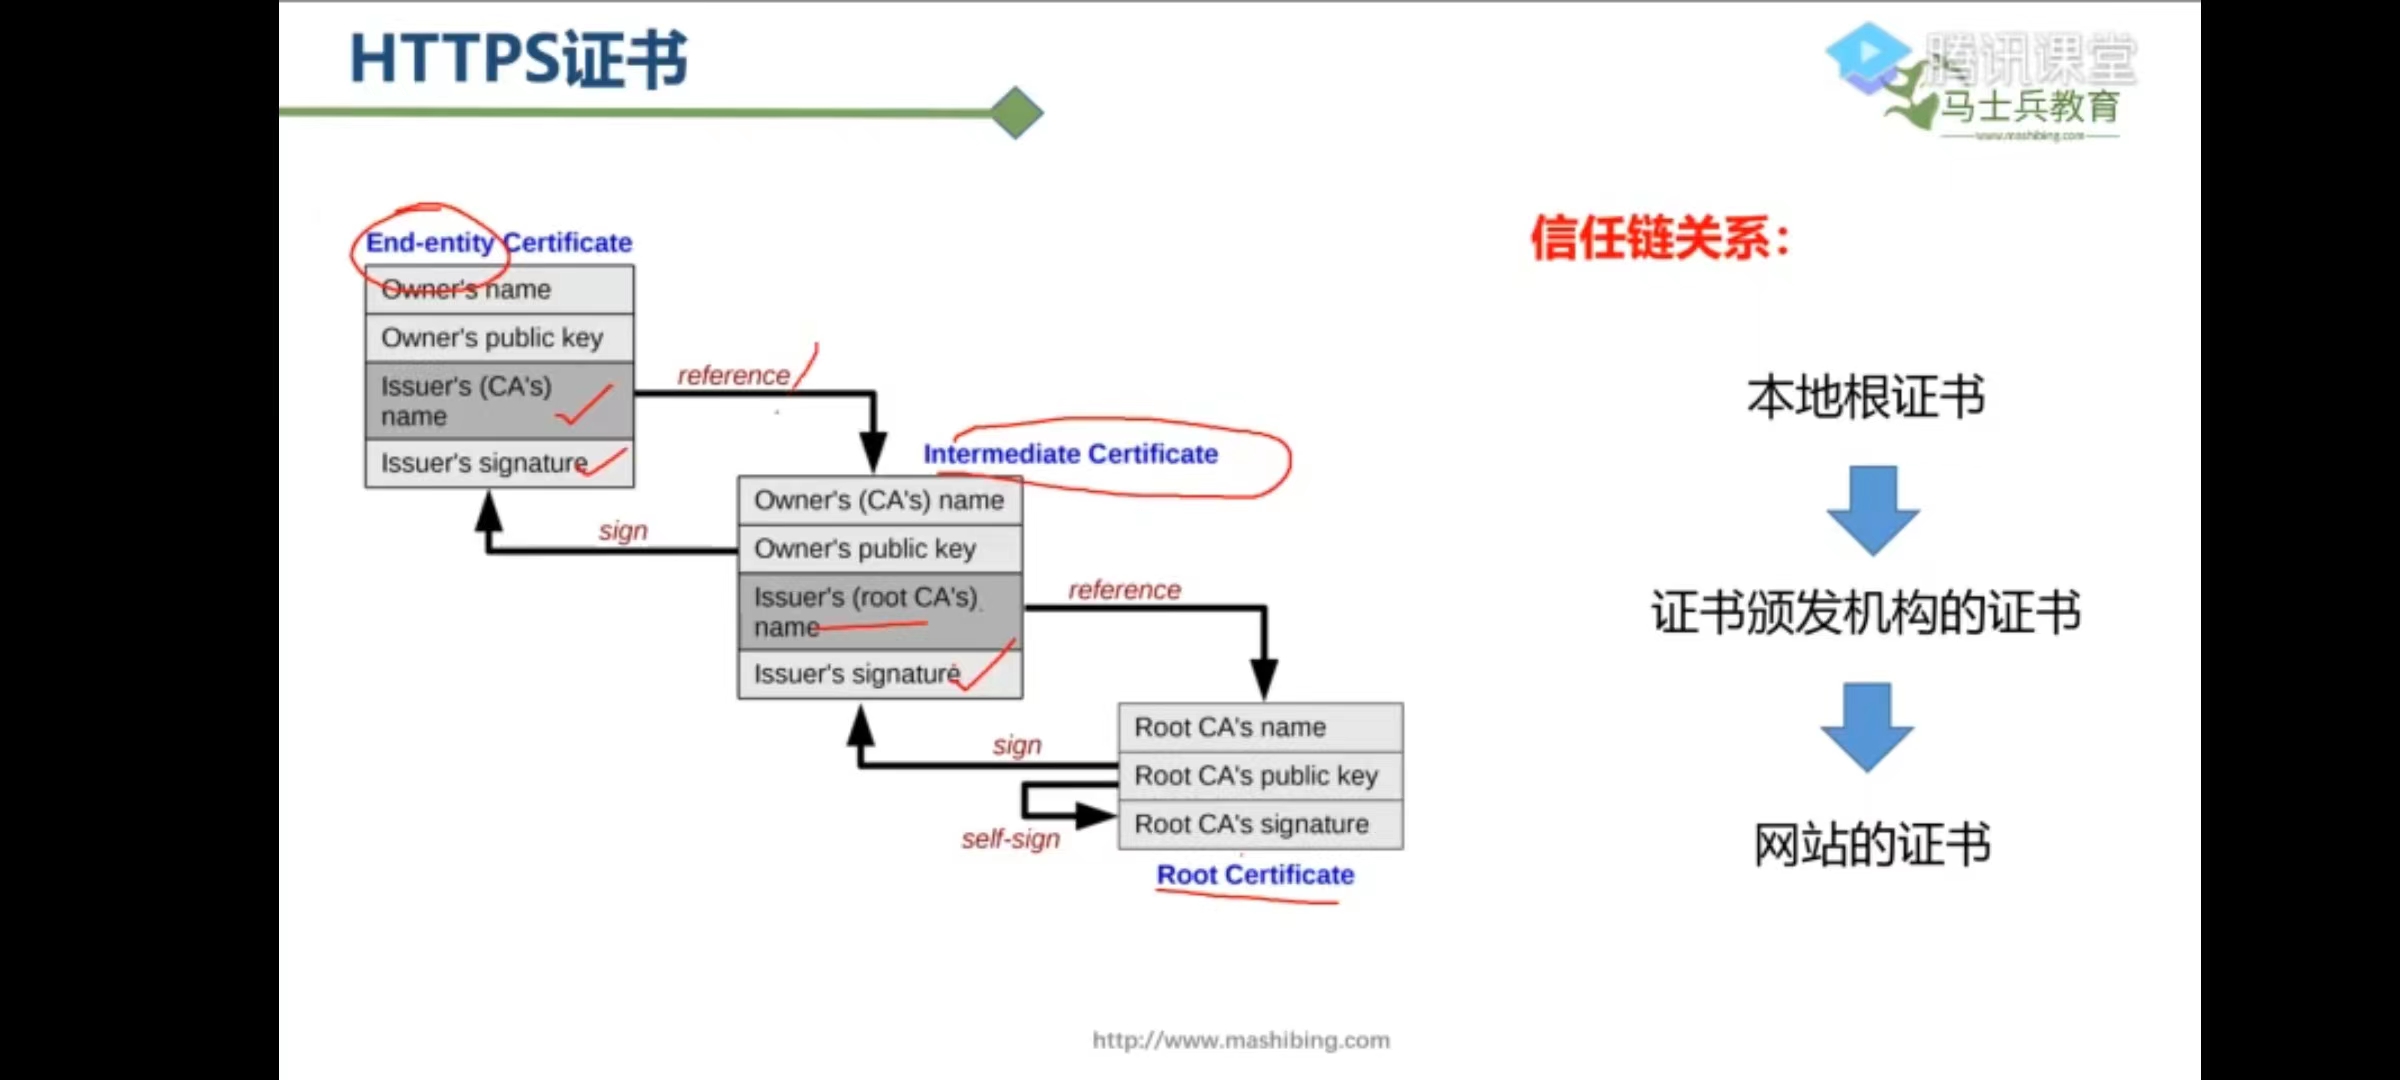 HTTPS证书
腾讯课堂
马士兵教育
www.mashibing.com
信任链关系：
End-entity Certificate
Owner's name
Owner's public key
Issuer's (CA's)
name
Issuer's signature
reference
sign
Intermediate Certificate
Owner's (CA's) name
Owner's public key
Issuer's (root CA's)
name
Issuer's signature
reference
sign
self-sign
Root CA's name
Root CA's public key
Root CA's signature
Root Certificate
本地根证书
证书颁发机构的证书
网站的证书
http://www.mashibing.com